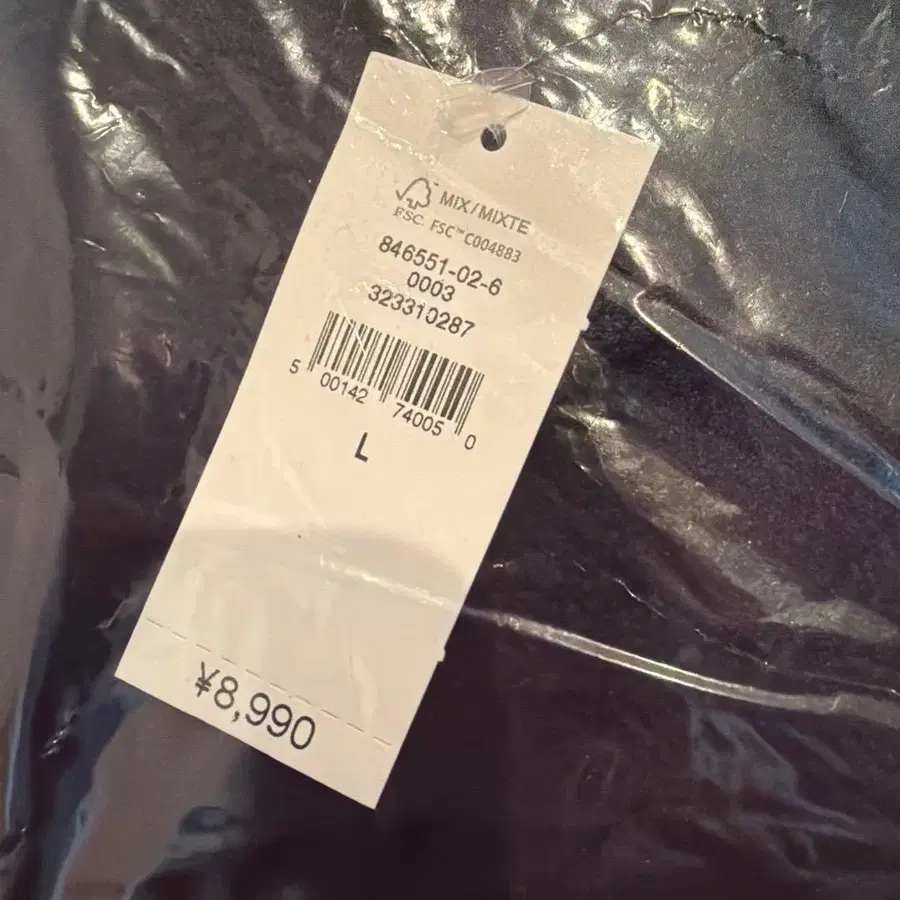 MIX/MIXTE
FSC. FSC™ C004883
846551-02-6
0003
323310287
5 00142 74005 0
L
¥8,990